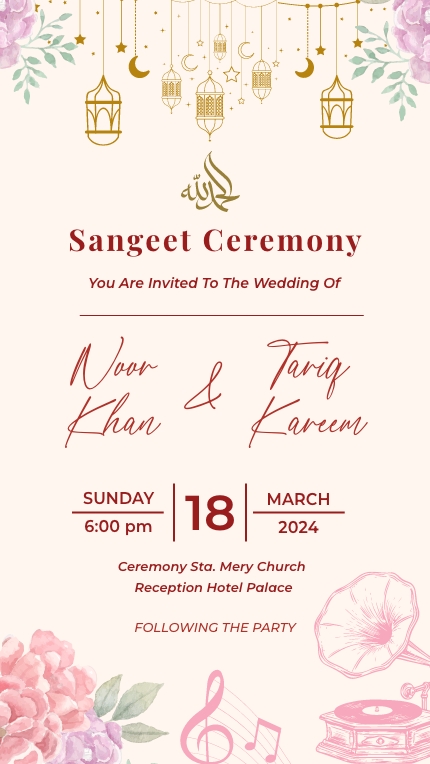 الحمد لله
Sangeet Ceremony
You Are Invited To The Wedding Of
Noor Khan
&
Tariq Kareem
SUNDAY
6:00 pm
18
MARCH
2024
Ceremony Sta. Mery Church
Reception Hotel Palace
FOLLOWING THE PARTY